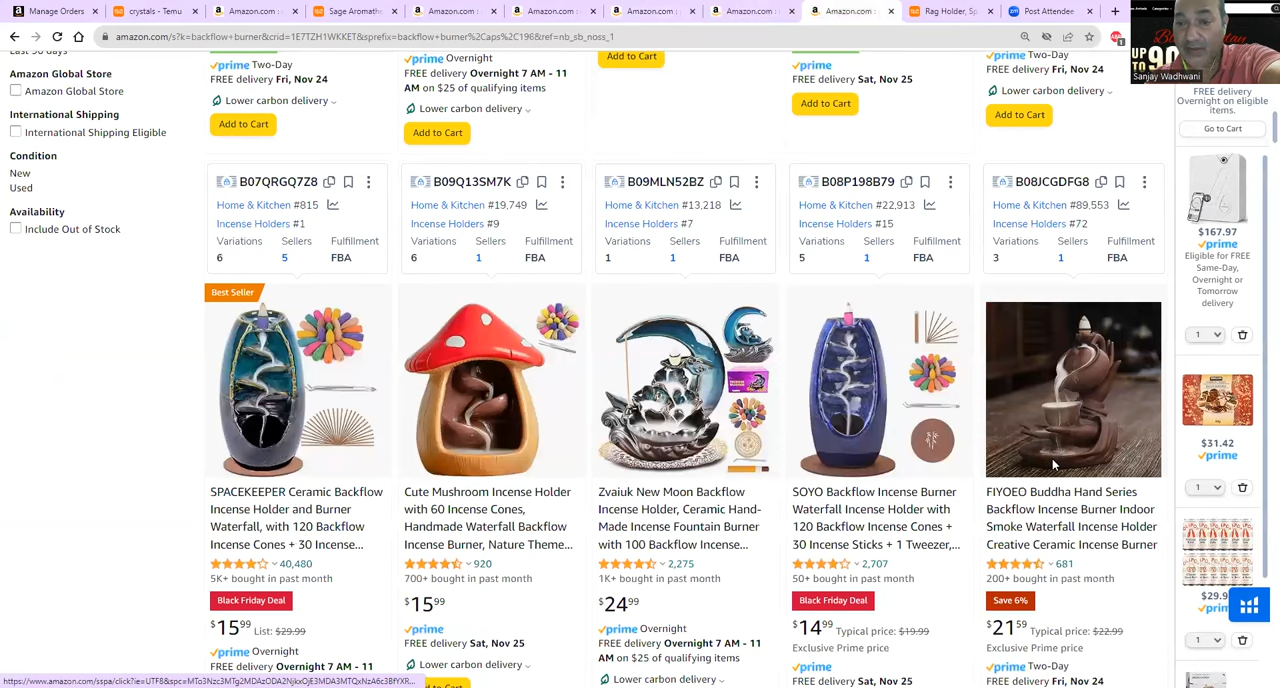 Manage Orders
crystals - Temu
Amazon.com :
Sage Aromath
Amazon.com :
Amazon.com :
Amazon.com :
Amazon.com :
Amazon.com :
Rag Holder, Sp
Post Attendee
amazon.com/s?k=backflow+burner&crid=1E7TZH1WKKET&sprefix=backflow+burner%2Caps%2C196&ref=nb_sb_noss_1
UP TO 90
Sanjay Wadhwani
Last 90 days
Amazon Global Store
Amazon Global Store
International Shipping
International Shipping Eligible
Condition
New
Used
Availability
Include Out of Stock
prime Two-Day
FREE delivery Fri, Nov 24
Lower carbon delivery
Add to Cart
prime Overnight
FREE delivery Overnight 7 AM - 11
AM on $25 of qualifying items
Lower carbon delivery
Add to Cart
Add to Cart
prime
FREE delivery Sat, Nov 25
Add to Cart
prime Two-Day
FREE delivery Fri, Nov 24
Lower carbon delivery
Add to Cart
B07QRGQ7Z8
Home & Kitchen #815
Incense Holders #1
Variations Sellers Fulfillment
6 5 FBA
B09Q13SM7K
Home & Kitchen #19,749
Incense Holders #9
Variations Sellers Fulfillment
6 1 FBA
B09MLN52BZ
Home & Kitchen #13,218
Incense Holders #7
Variations Sellers Fulfillment
1 1 FBA
B08P198B79
Home & Kitchen #22,913
Incense Holders #15
Variations Sellers Fulfillment
5 1 FBA
B08JCGDFG8
Home & Kitchen #89,553
Incense Holders #72
Variations Sellers Fulfillment
3 1 FBA
Best Seller
SPACEKEEPER Ceramic Backflow
Incense Holder and Burner
Waterfall, with 120 Backflow
Incense Cones + 30 Incense...
40,480
5K+ bought in past month
Black Friday Deal
$15 99 List: $29.99
prime Overnight
FREE delivery Overnight 7 AM - 11
Cute Mushroom Incense Holder
with 60 Incense Cones,
Handmade Waterfall Backflow
Incense Burner, Nature Theme...
920
700+ bought in past month
$15 99
prime
FREE delivery Sat, Nov 25
Lower carbon delivery
Add to Cart
Zvaiuk New Moon Backflow
Incense Holder, Ceramic Hand-
Made Incense Fountain Burner
with 100 Backflow Incense...
2,275
1K+ bought in past month
$24 99
prime Overnight
FREE delivery Overnight 7 AM - 11
AM on $25 of qualifying items
Lower carbon delivery
SOYO Backflow Incense Burner
Waterfall Incense Holder with
120 Backflow Incense Cones +
30 Incense Sticks + 1 Tweezer,...
2,707
50+ bought in past month
Black Friday Deal
$14 99 Typical price: $19.99
Exclusive Prime price
prime
FREE delivery Sat, Nov 25
FIYOEO Buddha Hand Series
Backflow Incense Burner Indoor
Smoke Waterfall Incense Holder
Creative Ceramic Incense Burner
681
200+ bought in past month
Save 6%
$21 59 Typical price: $22.99
Exclusive Prime price
prime Two-Day
FREE delivery Fri, Nov 24
FREE delivery
Overnight on eligible
items.
Go to Cart
$167.97
prime
Eligible for FREE
Same-Day,
Overnight or
Tomorrow
delivery
1
$31.42
prime
1
$29.9
prim
1